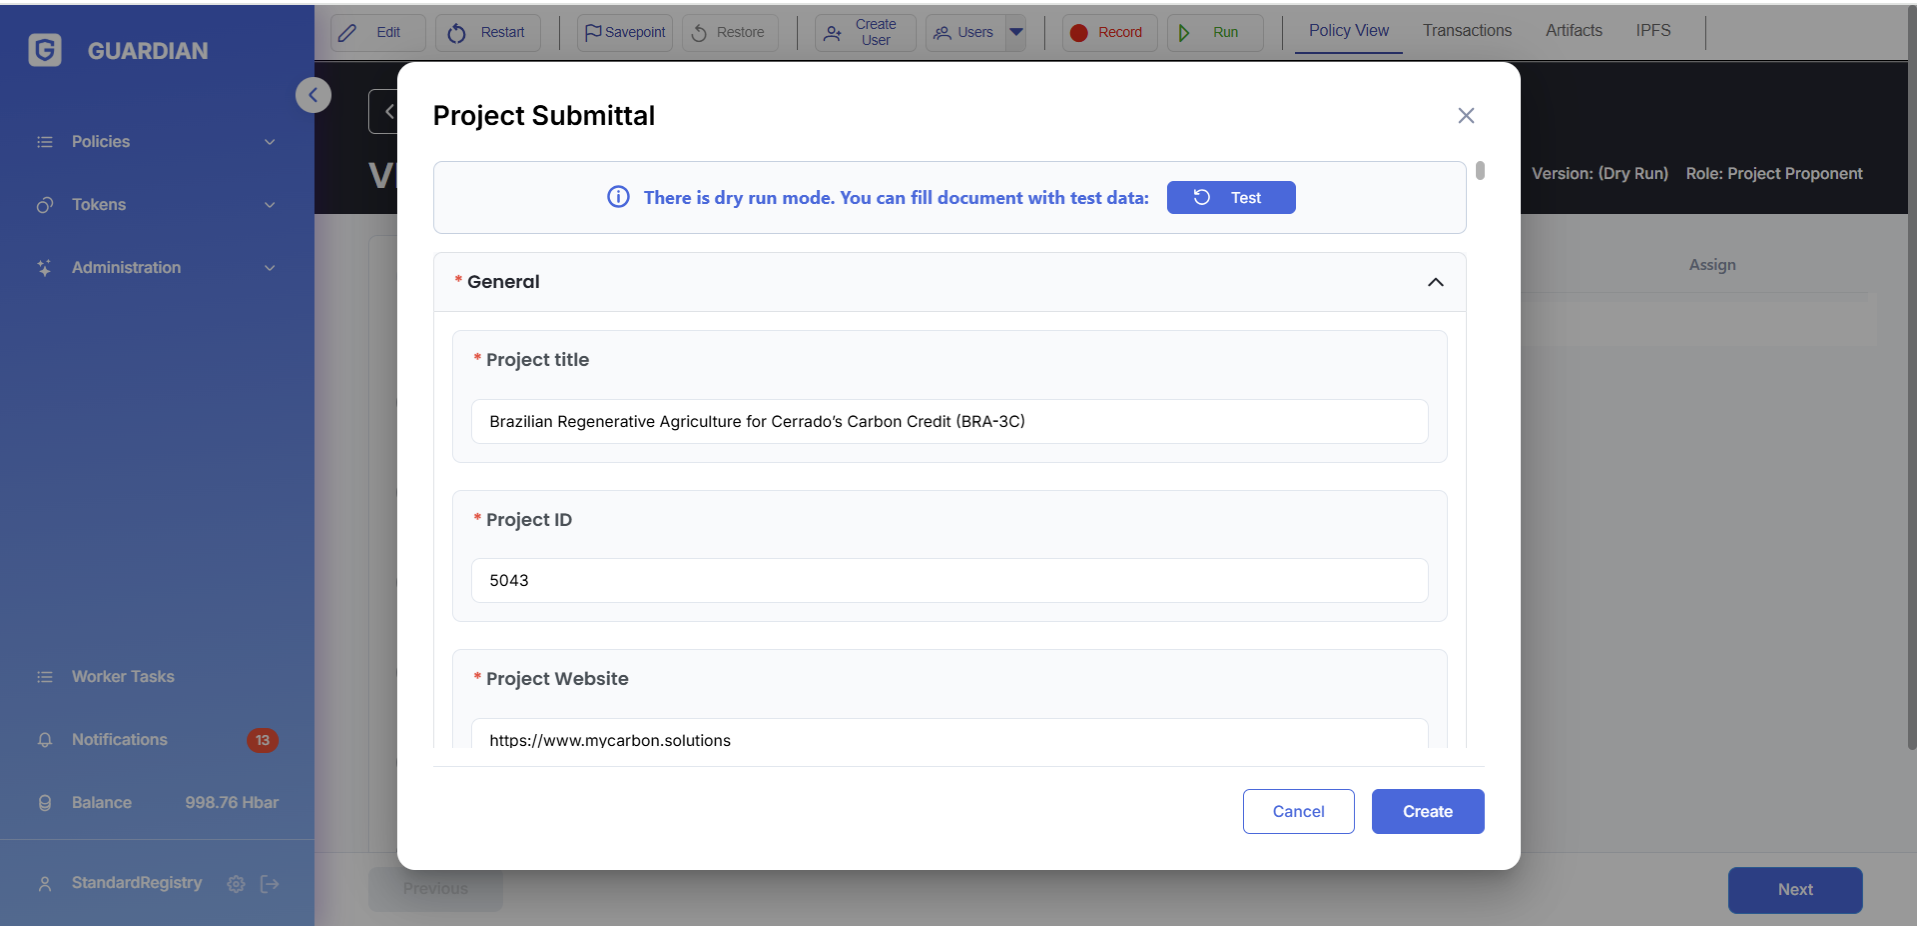 GUARDIAN
Policies
Tokens
Administration
Worker Tasks
Notifications
13
Balance
998.76 Hbar
StandardRegistry
Edit
Restart
Savepoint
Restore
Create
User
Users
Record
Run
Policy View
Transactions
Artifacts
IPFS
Version: (Dry Run)
Role: Project Proponent
Assign
Project Submittal
There is dry run mode. You can fill document with test data:
Test
* General
* Project title
Brazilian Regenerative Agriculture for Cerrado’s Carbon Credit (BRA-3C)
* Project ID
5043
* Project Website
https://www.mycarbon.solutions
Cancel
Create
Previous
Next